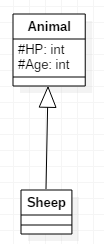 Animal
#HP: int
#Age: int
Sheep